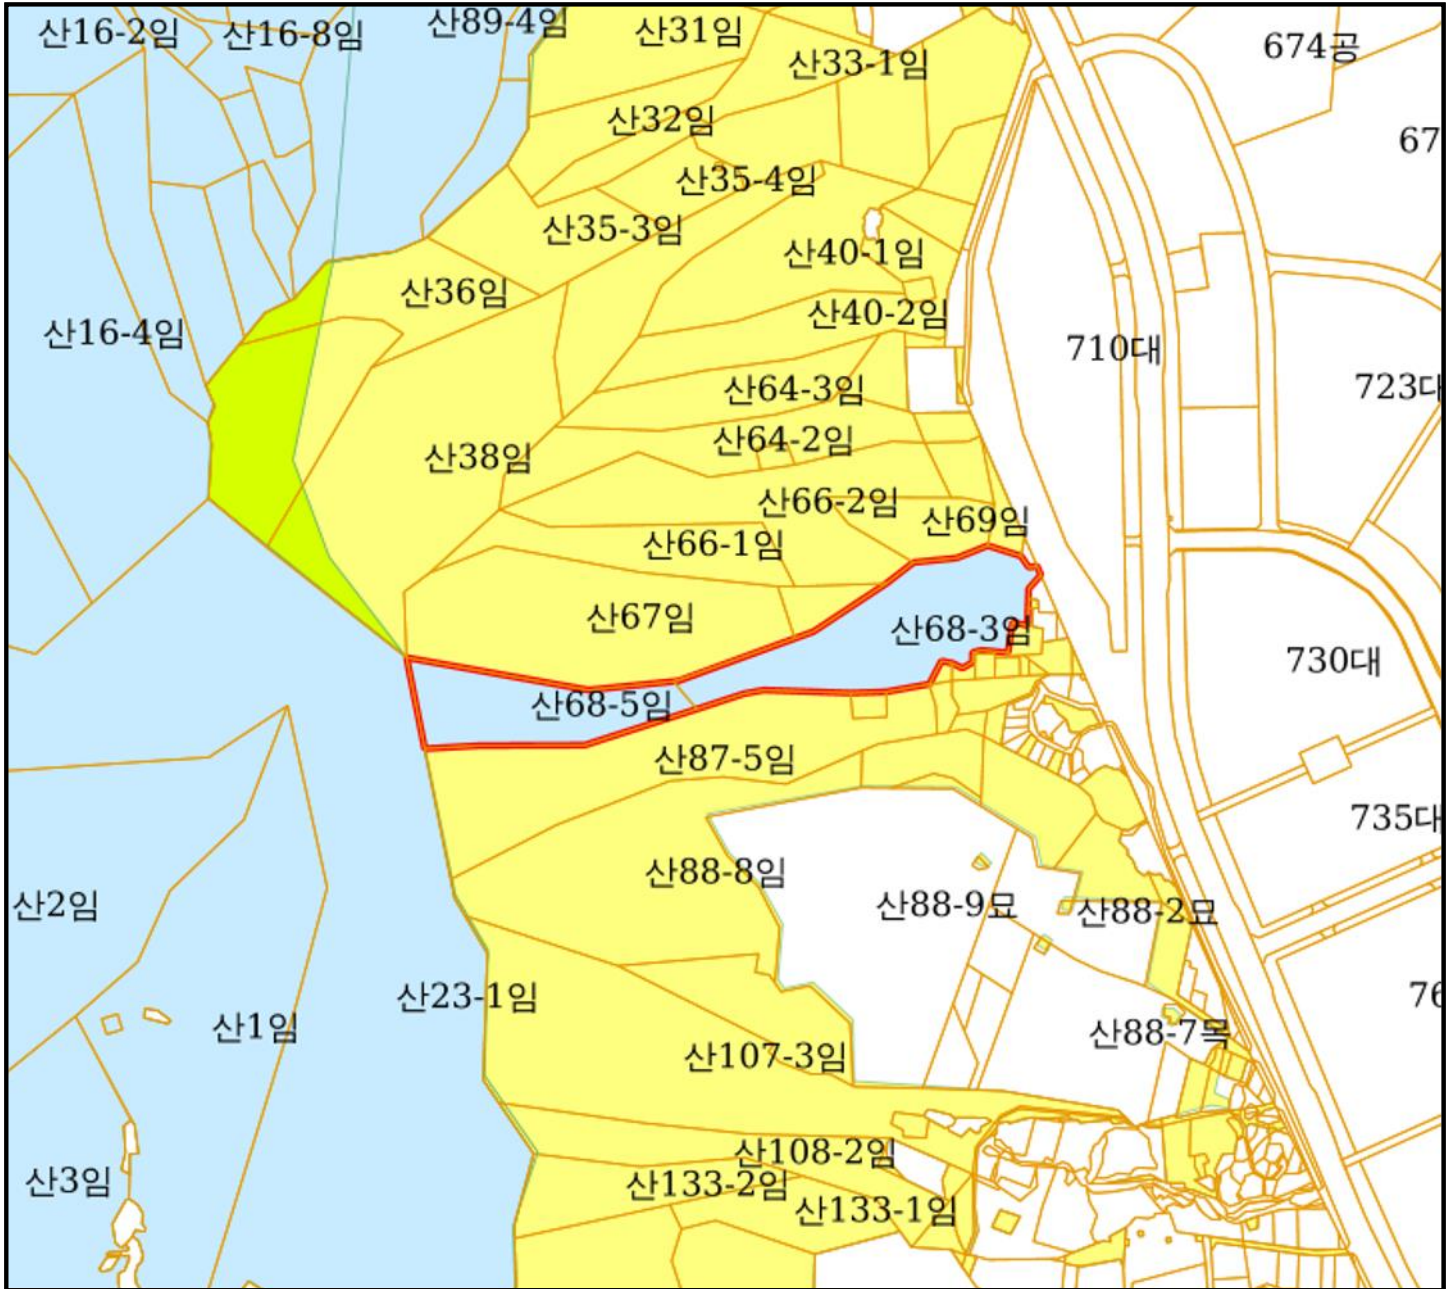 산16-2임
산16-8임
산89-4임
산31임
산33-1임
674공
산32임
67
산35-4임
산35-3임
산40-1임
산36임
산40-2임
산16-4임
710대
산64-3임
723대
산64-2임
산38임
산66-2임
산69임
산66-1임
산67임
산68-3임
730대
산68-5임
산87-5임
735대
산88-8임
산2임
산88-9묘
산88-2묘
산23-1임
76
산1임
산88-7목
산107-3임
산108-2임
산3임
산133-2임
산133-1임